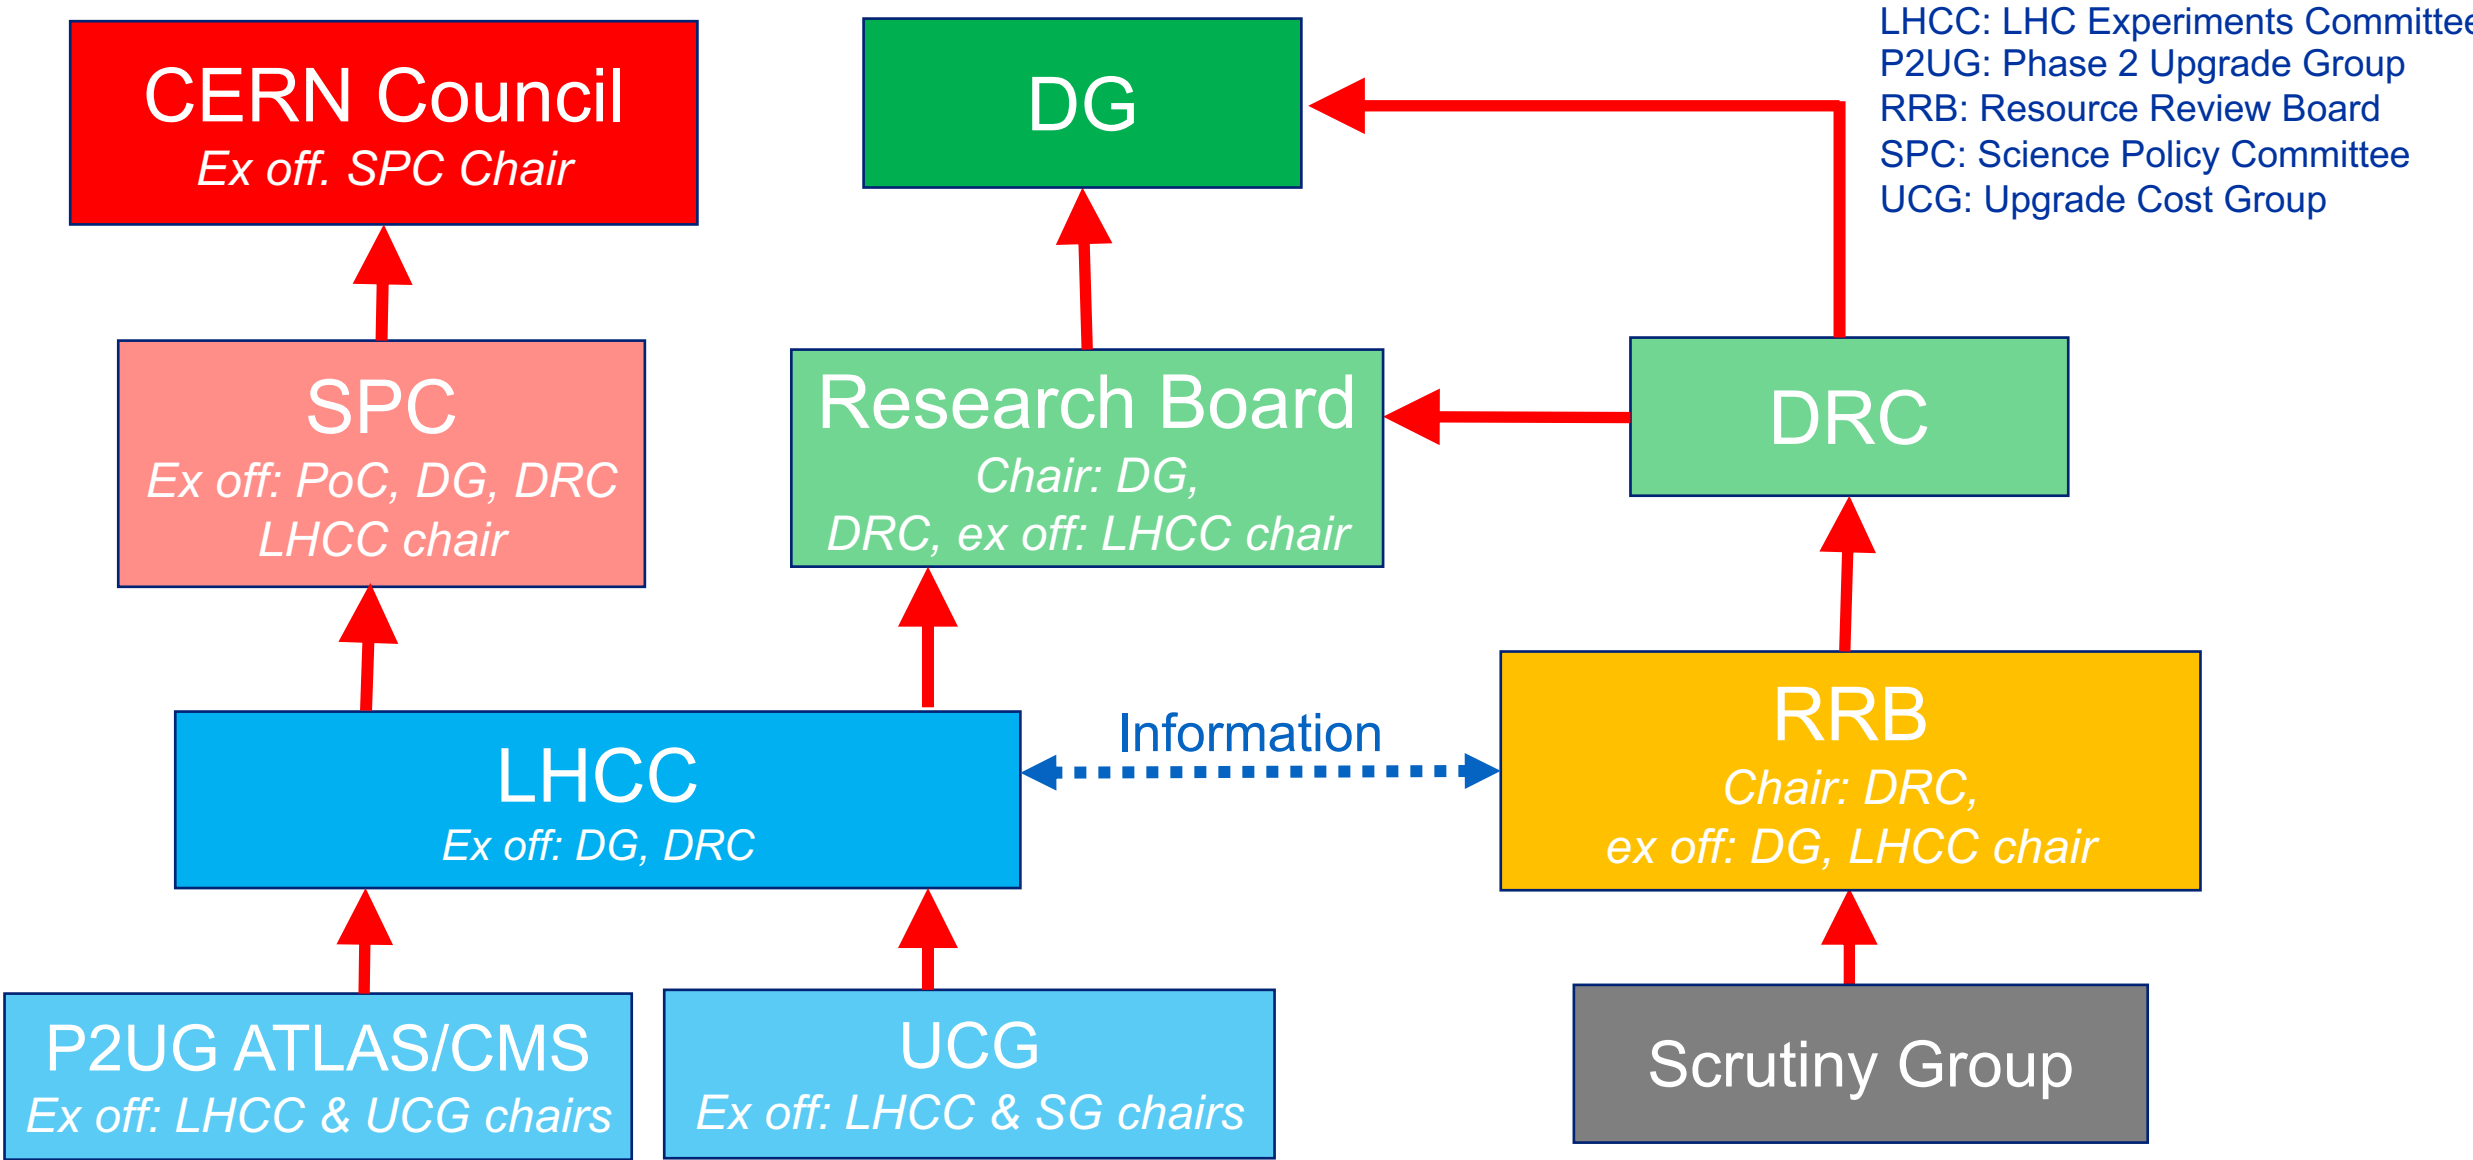 LHCC: LHC Experiments Committee
P2UG: Phase 2 Upgrade Group
RRB: Resource Review Board
SPC: Science Policy Committee
UCG: Upgrade Cost Group
CERN Council
Ex off. SPC Chair
DG
SPC
Ex off: PoC, DG, DRC
LHCC chair
Research Board
Chair: DG,
DRC, ex off: LHCC chair
DRC
LHCC
Ex off: DG, DRC
Information
RRB
Chair: DRC,
ex off: DG, LHCC chair
P2UG ATLAS/CMS
Ex off: LHCC & UCG chairs
UCG
Ex off: LHCC & SG chairs
Scrutiny Group